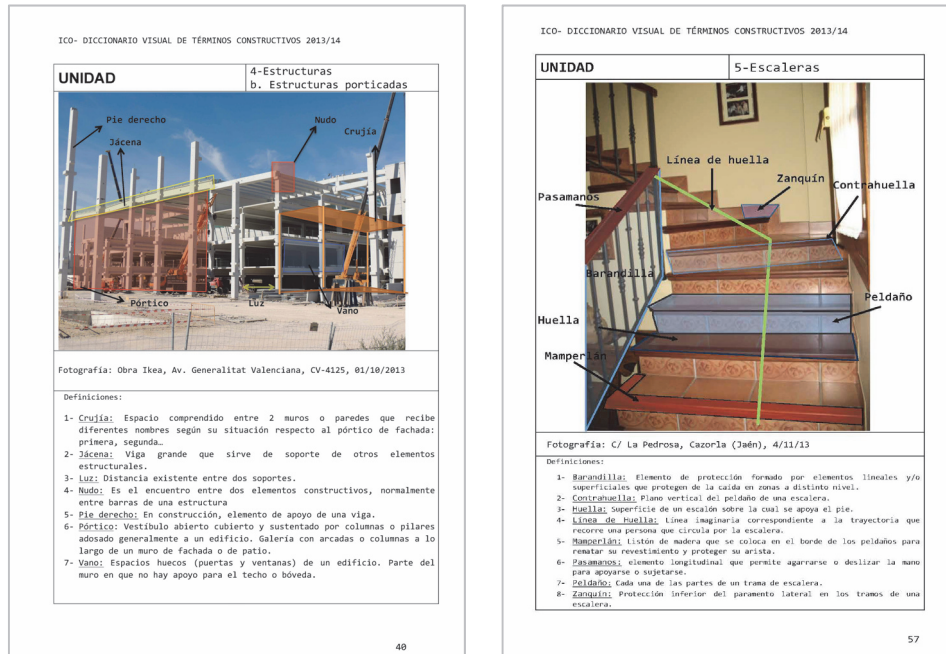 ICO- DICCIONARIO VISUAL DE TÉRMINOS CONSTRUCTIVOS 2013/14
UNIDAD
4-Estructuras
b. Estructuras porticadas
Pie derecho
Nudo
Crujía
Jácena
Pórtico
Luz
Vano
Fotografía: Obra Ikea, Av. Generalitat Valenciana, CV-4125, 01/10/2013
Definiciones:
1- Crujía: Espacio comprendido entre 2 muros o paredes que recibe
diferentes nombres según su situación respecto al pórtico de fachada:
primera, segunda…
2- Jácena: Viga grande que sirve de soporte de otros elementos
estructurales.
3- Luz: Distancia existente entre dos soportes.
4- Nudo: Es el encuentro entre dos elementos constructivos, normalmente
entre barras de una estructura
5- Pie derecho: En construcción, elemento de apoyo de una viga.
6- Pórtico: Vestíbulo abierto cubierto y sustentado por columnas o pilares
adosado generalmente a un edificio. Galería con arcadas o columnas a lo
largo de un muro de fachada o de patio.
7- Vano: Espacios huecos (puertas y ventanas) de un edificio. Parte del
muro en que no hay apoyo para el techo o bóveda.
40
ICO- DICCIONARIO VISUAL DE TÉRMINOS CONSTRUCTIVOS 2013/14
UNIDAD
5-Escaleras
Línea de huella
Zanquín
Contrahuella
Pasamanos
Barandilla
Peldaño
Huella
Mamperlán
Fotografía: C/ La Pedrosa, Cazorla (Jaén), 4/11/13
Definiciones:
1- Barandilla: Elemento de protección formado por elementos lineales y/o
superficiales que protegen de la caída en zonas a distinto nivel.
2- Contrahuella: Plano vertical del peldaño de una escalera.
3- Huella: Superficie de un escalón sobre la cual se apoya el pie.
4- Línea de Huella: Línea imaginaria correspondiente a la trayectoria que
recorre una persona que circula por la escalera.
5- Mamperlán: Listón de madera que se coloca en el borde de los peldaños para
rematar su revestimiento y proteger su arista.
6- Pasamanos: elemento longitudinal que permite agarrarse o deslizar la mano
para apoyarse o sujetarse.
7- Peldaño: Cada una de las partes de un trama de escalera.
8- Zanquín: Protección inferior del paramento lateral en los tramos de una
escalera.
57